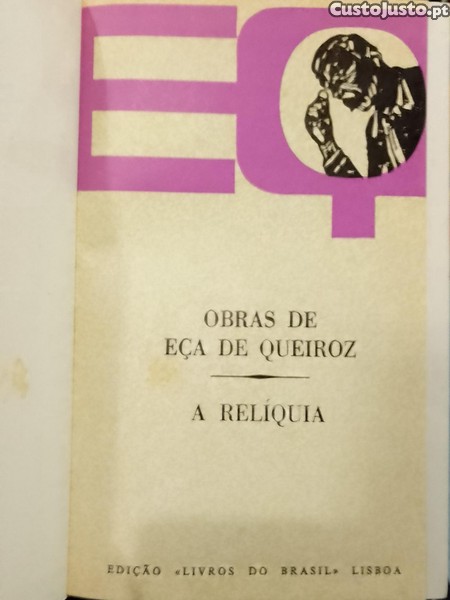 CustoJusto.pt
EQ
OBRAS DE
EÇA DE QUEIROZ
A RELÍQUIA
EDIÇÃO «LIVROS DO BRASIL» LISBOA